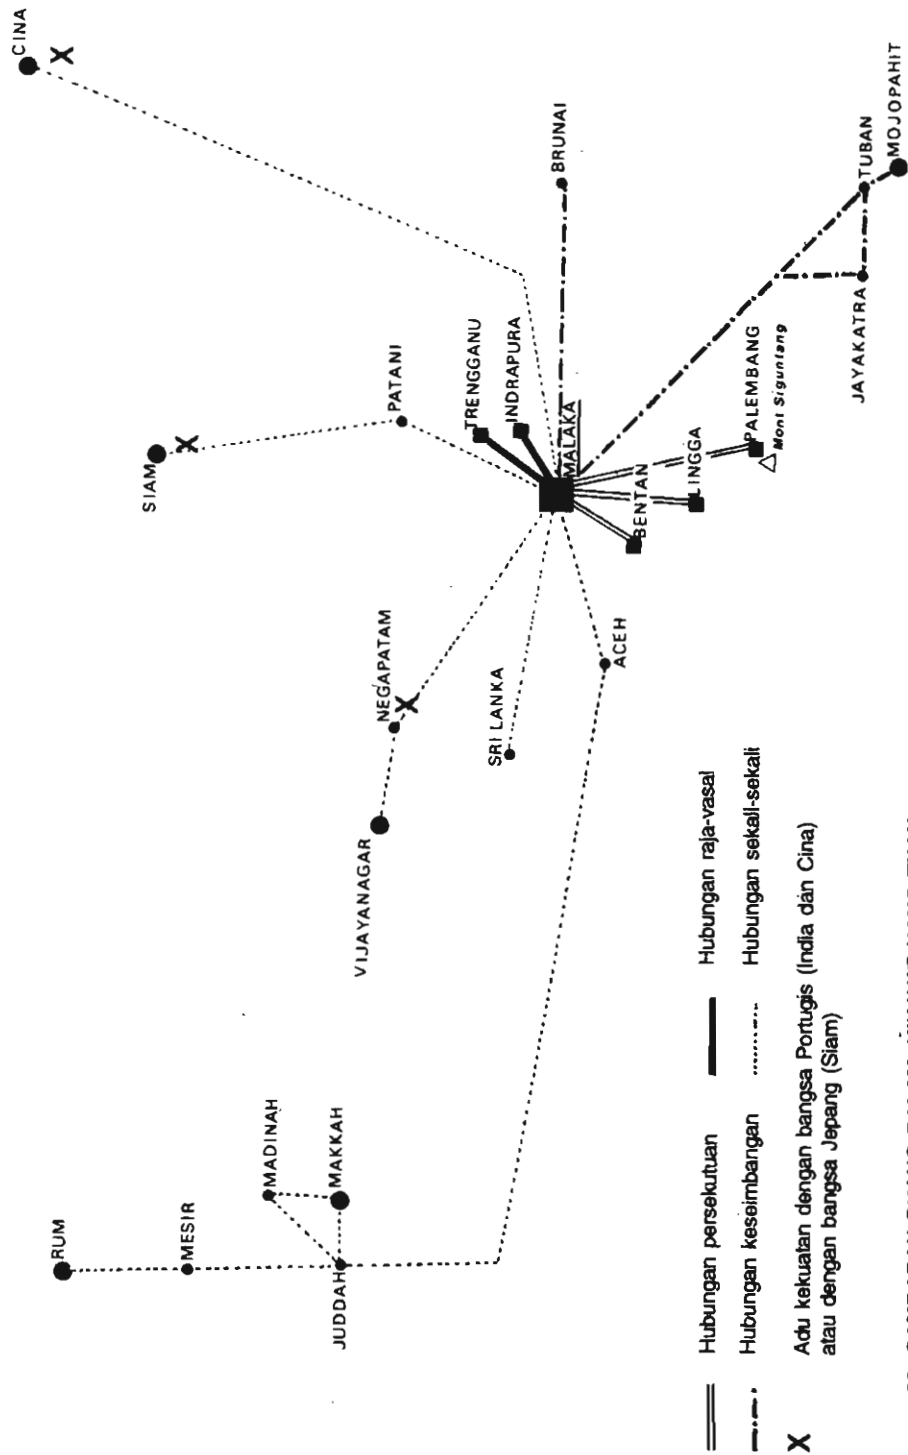 CINA
X
SIAM
X
PATANI
TRENGGANU
INDRAPURA
BRUNAI
MALAKA
BENTAN
LINGGA
PALEMBANG
Mont Siguntang
JAYAKATRA
TUBAN
MOJOPAHIT
RUM
MESIR
MADINAH
MAKKAH
JUDDAH
VIJAYANAGAR
NEGAPATAM
X
SRI LANKA
ACEH
Hubungan persekutuan
Hubungan raja-vasal
Hubungan keseimbangan
Hubungan sekali-sekali
X
Adu kekuatan dengan bangsa Portugis (India dan Cina)
atau dengan bangsa Jepang (Siam)